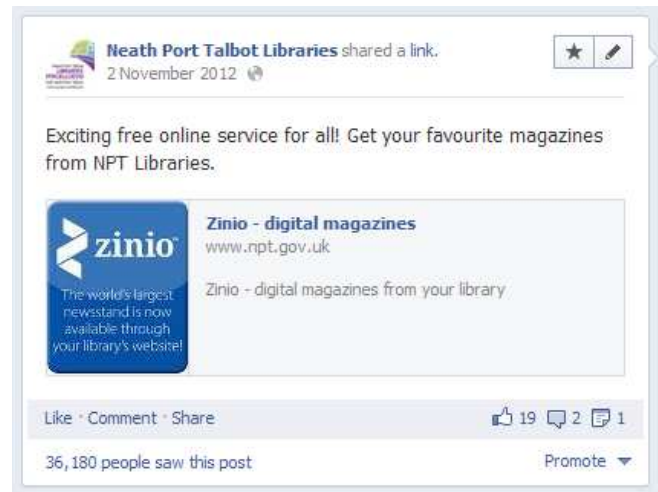 Neath Port Talbot Libraries shared a link.
2 November 2012
Exciting free online service for all! Get your favourite magazines
from NPT Libraries.
zinio
The world's largest
newsstand is now
available through
your library's website!
Zinio - digital magazines
www.npt.gov.uk
Zinio - digital magazines from your library
Like · Comment · Share
19 2 1
36,180 people saw this post
Promote